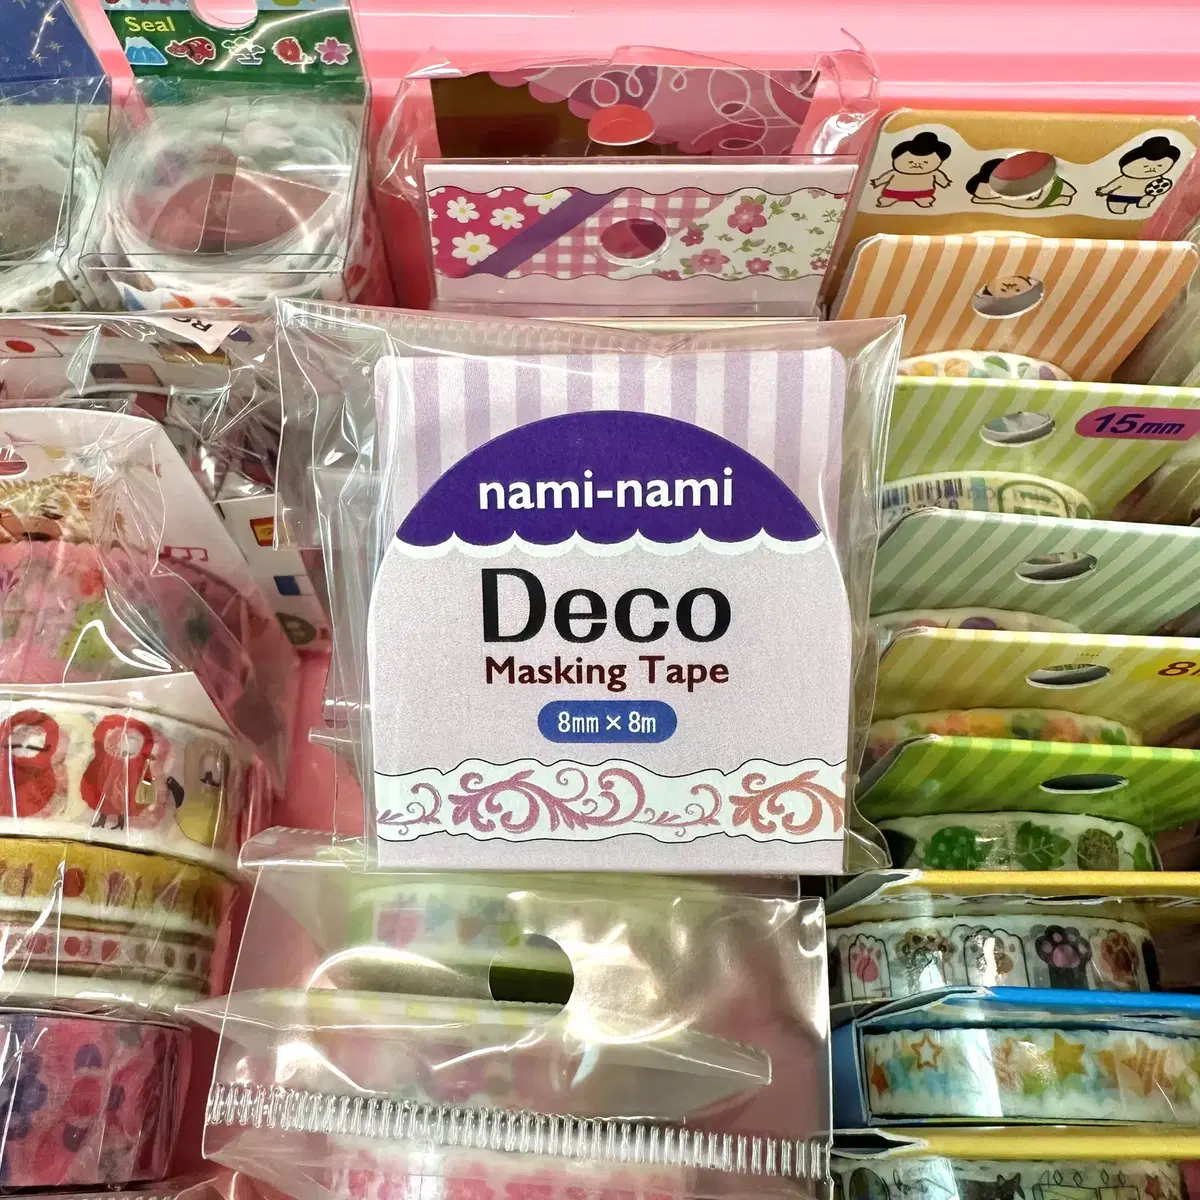 Seal
15mm
nami-nami
Deco
Masking Tape
8mm × 8m